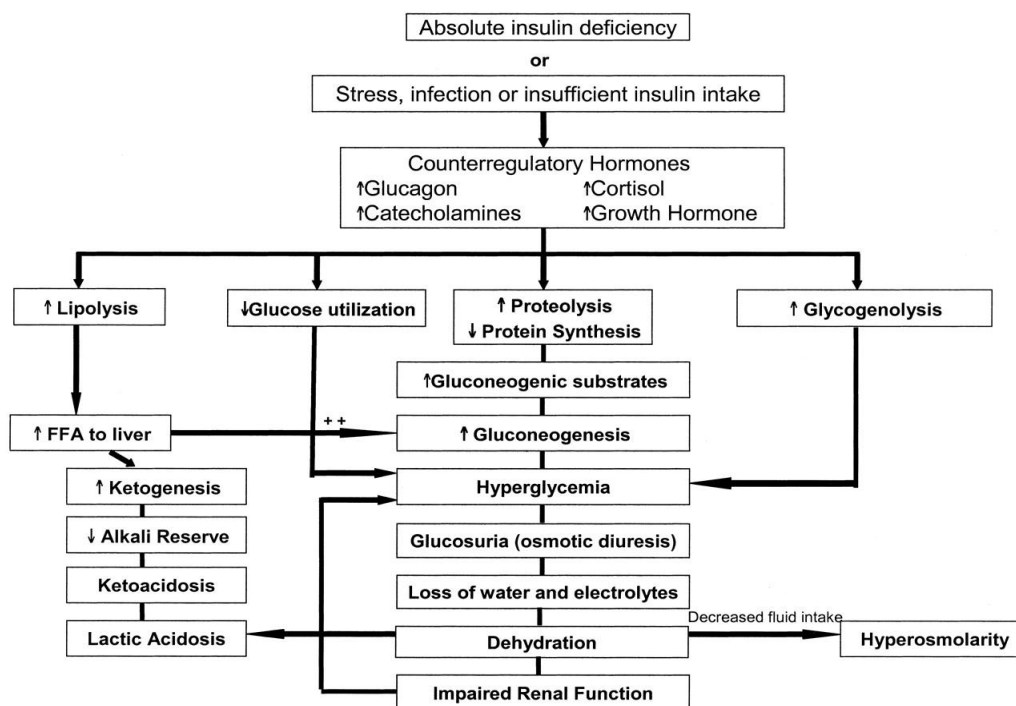 Absolute insulin deficiency
or
Stress, infection or insufficient insulin intake
Counterregulatory Hormones
↑Glucagon ↑Cortisol
↑Catecholamines ↑Growth Hormone
↑ Lipolysis
↓Glucose utilization
↑ Proteolysis
↓ Protein Synthesis
↑ Glycogenolysis
↑Gluconeogenic substrates
↑ FFA to liver
++
↑ Gluconeogenesis
↑ Ketogenesis
Hyperglycemia
↓ Alkali Reserve
Glucosuria (osmotic diuresis)
Ketoacidosis
Loss of water and electrolytes
Lactic Acidosis
Dehydration
Decreased fluid intake
Hyperosmolarity
Impaired Renal Function